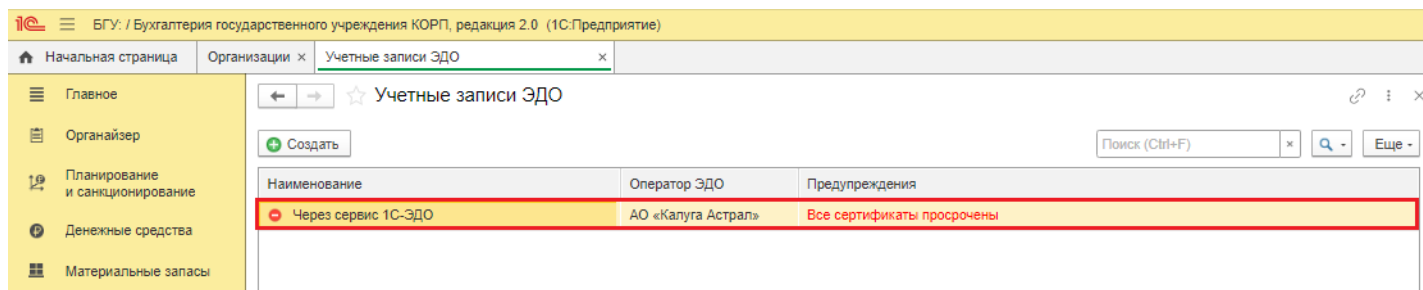 БГУ: / Бухгалтерия государственного учреждения КОРП, редакция 2.0 (1С:Предприятие)
Начальная страница
Организации ×
Учетные записи ЭДО ×
Главное
Учетные записи ЭДО
Органайзер
Создать
Поиск (Ctrl+F) ×
Еще
Планирование
и санкционирование
Наименование
Оператор ЭДО
Предупреждения
Через сервис 1С-ЭДО
АО «Калуга Астрал»
Все сертификаты просрочены
Денежные средства
Материальные запасы